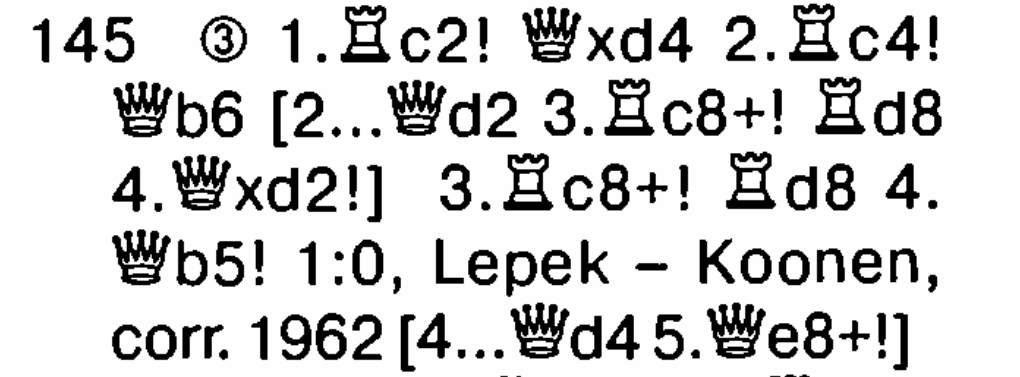 145 ③ 1.♖c2! ♕xd4 2.♖c4!
♕b6 [2...♕d2 3.♖c8+! ♖d8
4.♕xd2!] 3.♖c8+! ♖d8 4.
♕b5! 1:0, Lepek – Koonen,
corr. 1962 [4...♕d4 5.♕e8+!]